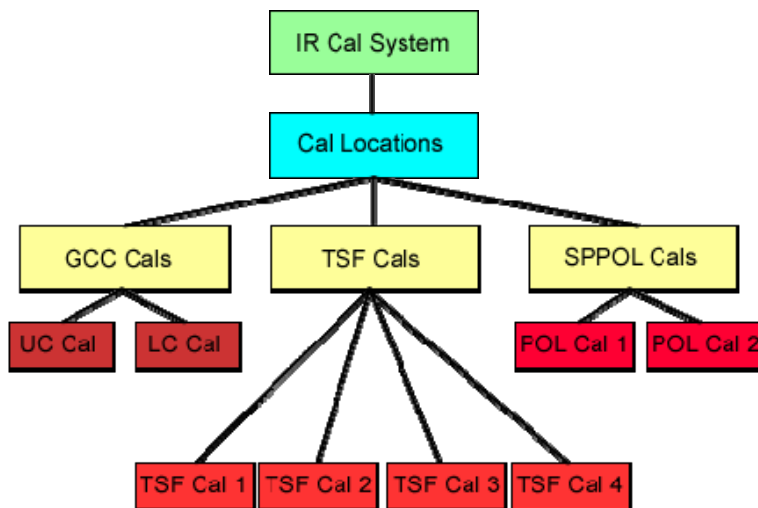 IR Cal System
Cal Locations
GCC Cals
TSF Cals
SPPOL Cals
UC Cal
LC Cal
POL Cal 1
POL Cal 2
TSF Cal 1
TSF Cal 2
TSF Cal 3
TSF Cal 4